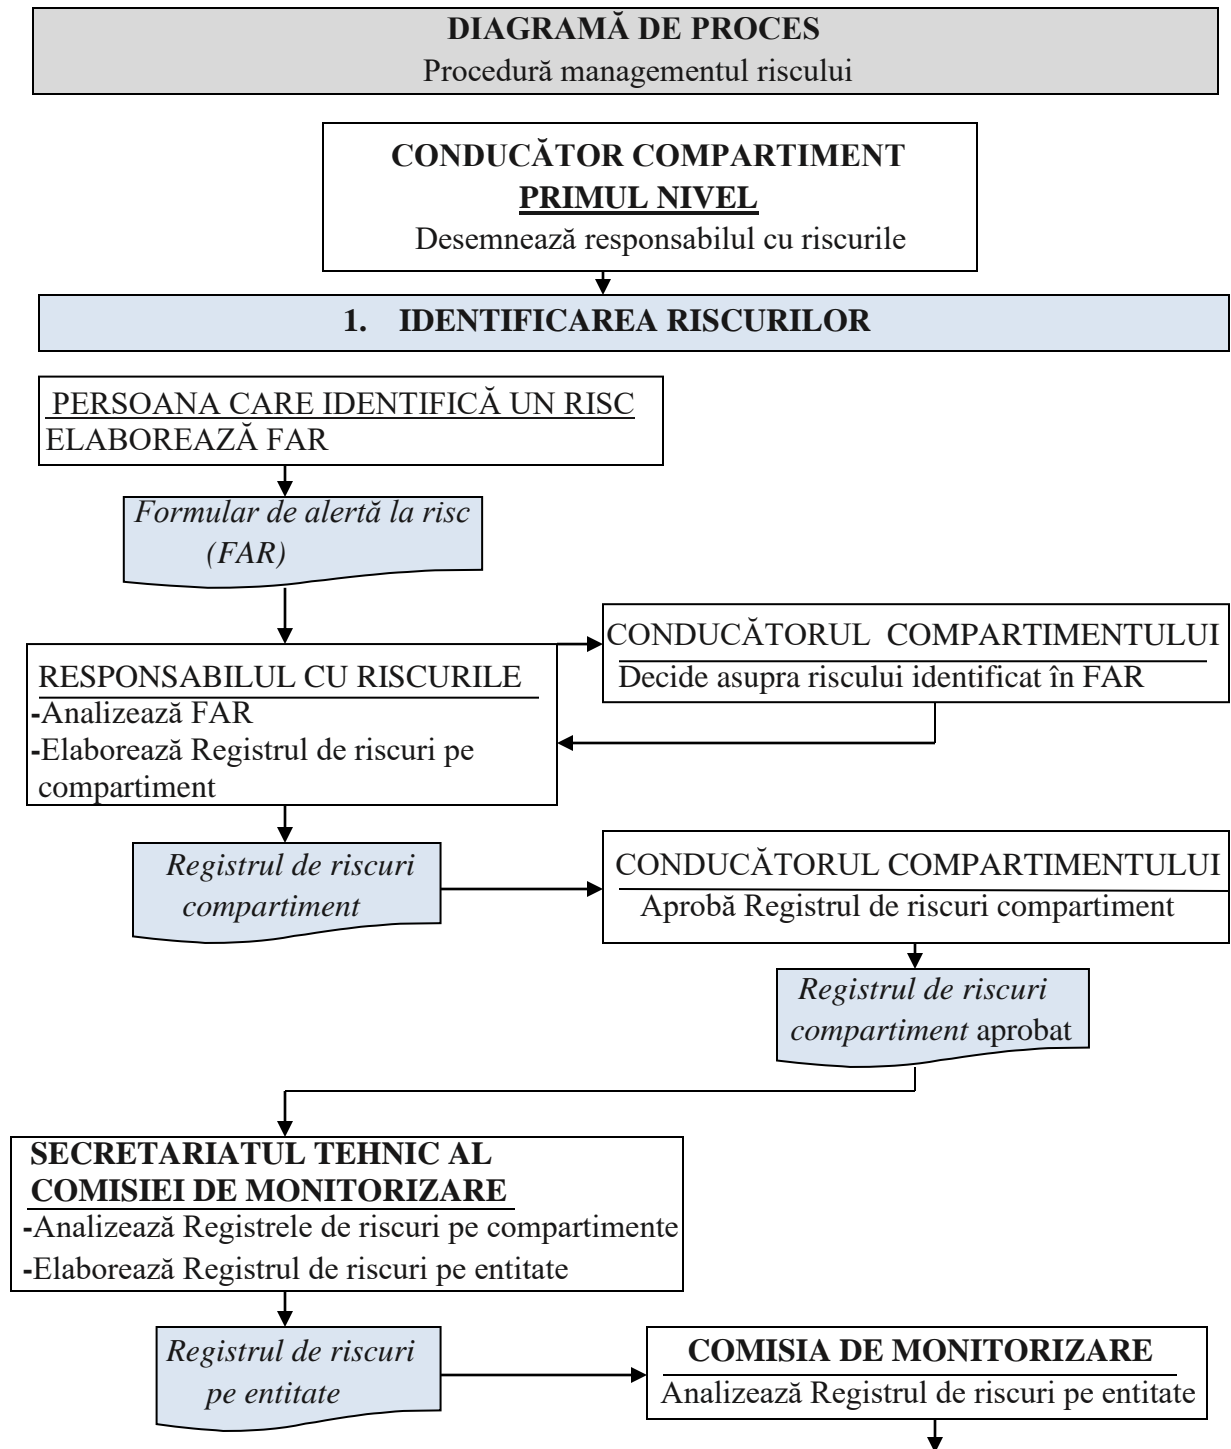 DIAGRAMĂ DE PROCES
Procedură managementul riscului
CONDUCĂTOR COMPARTIMENT
PRIMUL NIVEL
Desemnează responsabilul cu riscurile
1. IDENTIFICAREA RISCURILOR
PERSOANA CARE IDENTIFICĂ UN RISC
ELABOREAZĂ FAR
Formular de alertă la risc
(FAR)
CONDUCĂTORUL COMPARTIMENTULUI
Decide asupra riscului identificat în FAR
RESPONSABILUL CU RISCURILE
-Analizează FAR
-Elaborează Registrul de riscuri pe
compartiment
Registrul de riscuri
compartiment
CONDUCĂTORUL COMPARTIMENTULUI
Aprobă Registrul de riscuri compartiment
Registrul de riscuri
compartiment aprobat
SECRETARIATUL TEHNIC AL
COMISIEI DE MONITORIZARE
-Analizează Registrele de riscuri pe compartimente
-Elaborează Registrul de riscuri pe entitate
Registrul de riscuri
pe entitate
COMISIA DE MONITORIZARE
Analizează Registrul de riscuri pe entitate